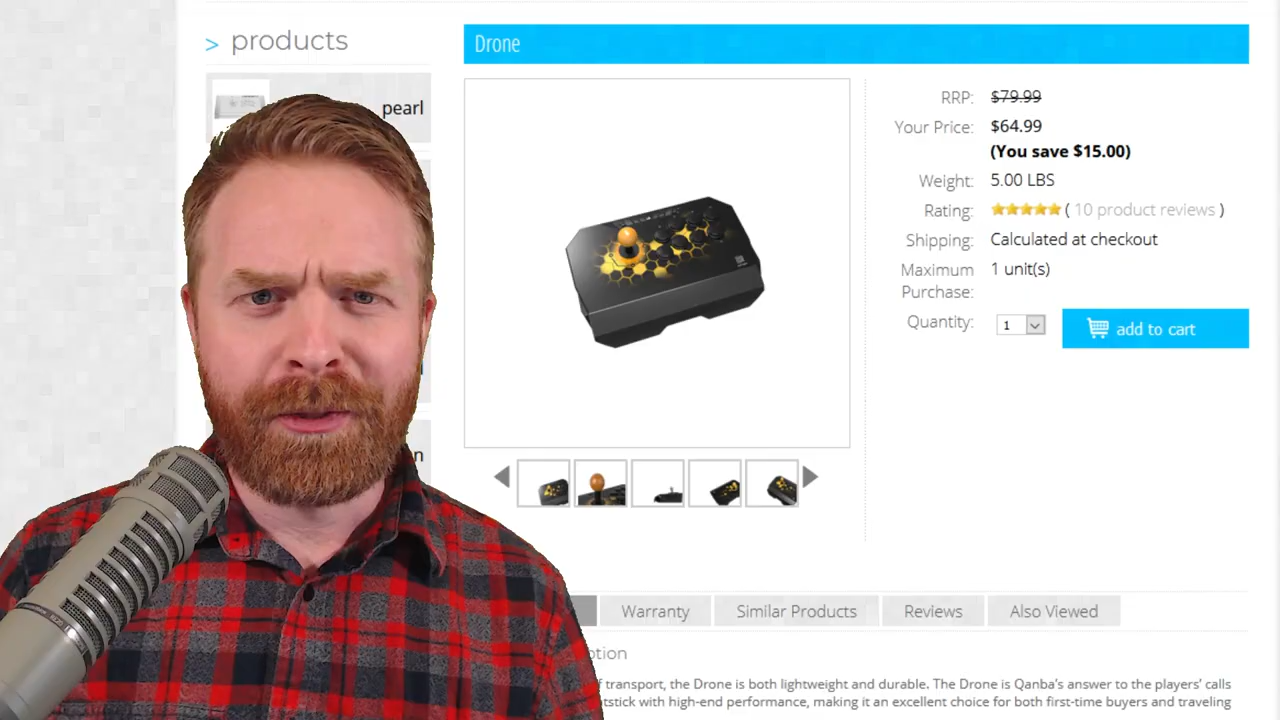 > products
pearl
n
Drone
RRP: $79.99
Your Price: $64.99
(You save $15.00)
Weight: 5.00 LBS
Rating: ( 10 product reviews )
Shipping: Calculated at checkout
Maximum Purchase: 1 unit(s)
Quantity: 1
add to cart
Warranty
Similar Products
Reviews
Also Viewed
ption
f transport, the Drone is both lightweight and durable. The Drone is Qanba's answer to the players' calls
tstick with high-end performance, making it an excellent choice for both first-time buyers and traveling